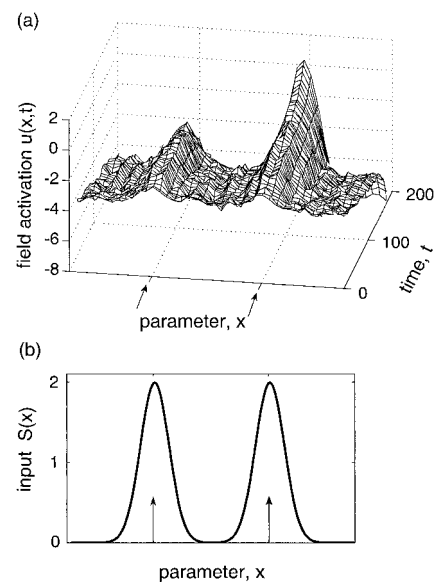 (a)
field activation u(x,t)
2
0
-2
-4
-6
-8
200
100
0
time, t
parameter, x
(b)
input S(x)
2
1
0
parameter, x